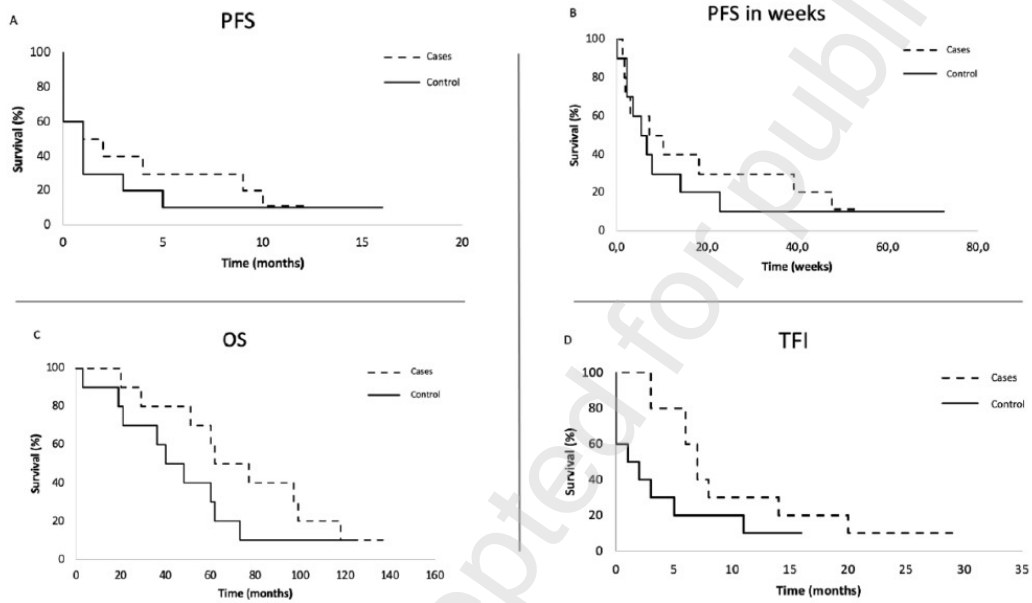 A
PFS
Survival (%)
100
80
60
40
20
0
0
5
10
15
20
Time (months)
Cases
Control
B
PFS in weeks
Survival (%)
100
80
60
40
20
0
0,0
20,0
40,0
60,0
80,0
Time (weeks)
Cases
Control
C
OS
Survival (%)
100
80
60
40
20
0
0
20
40
60
80
100
120
140
160
Time (months)
Cases
Control
D
TFI
Survival (%)
100
80
60
40
20
0
0
5
10
15
20
25
30
35
Time (months)
Cases
Control
epted for publi